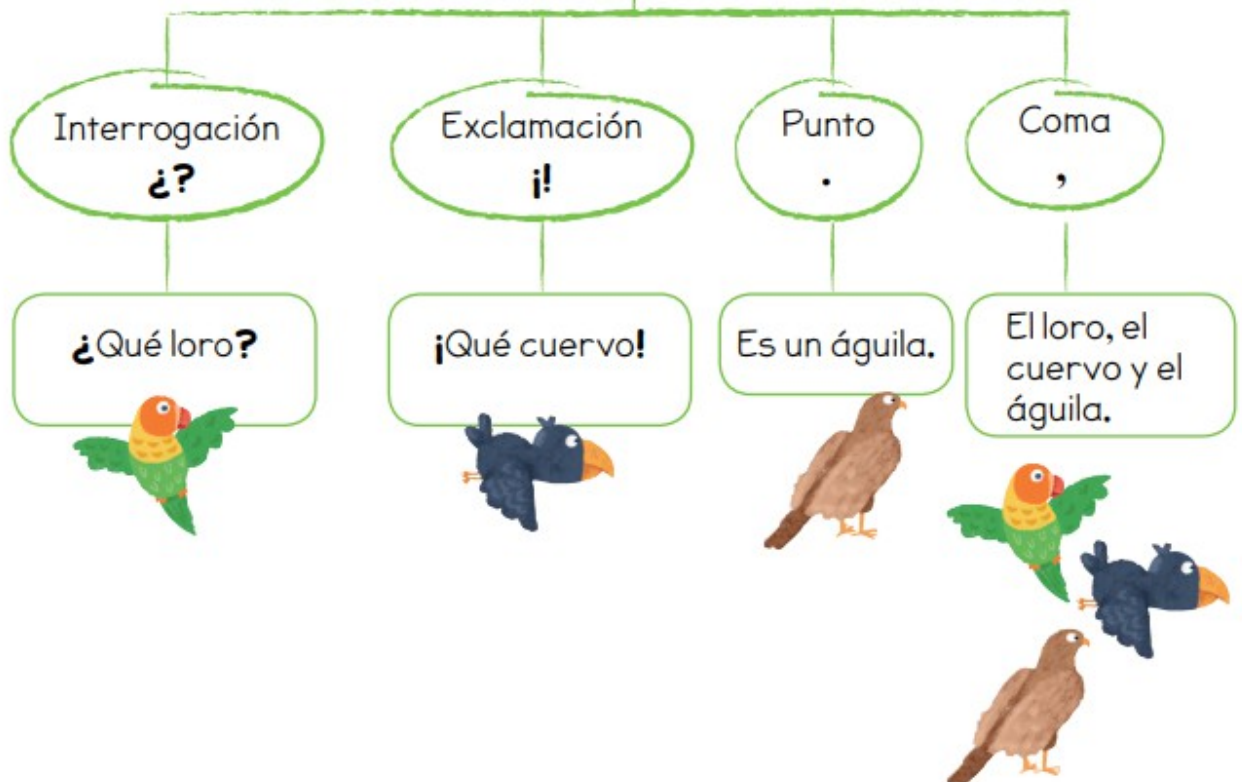 Interrogación
¿?
Exclamación
¡!
Punto
.
Coma
,
¿Qué loro?
¡Qué cuervo!
Es un águila.
El loro, el
cuervo y el
águila.